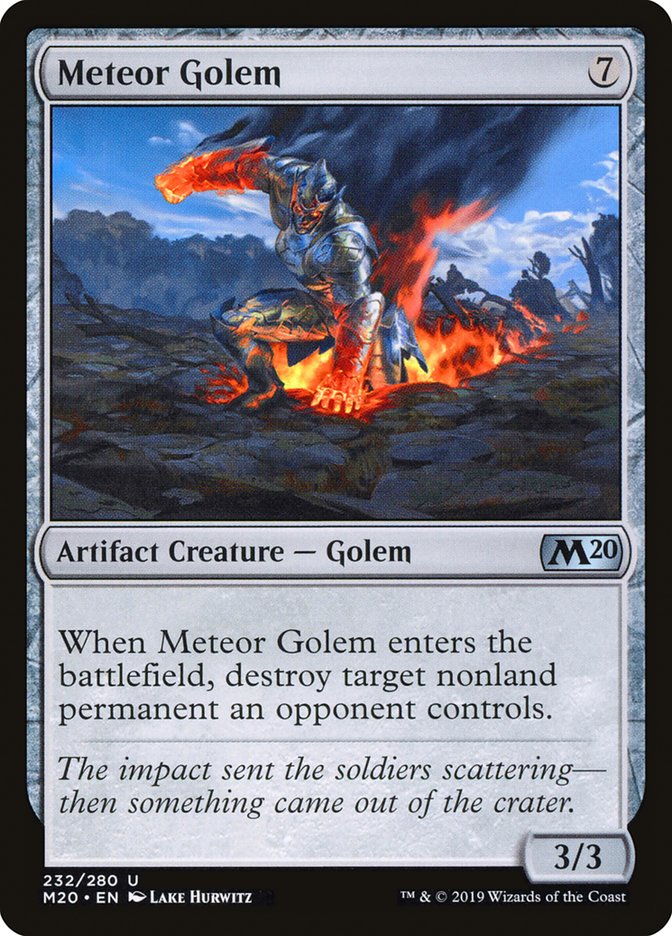 Meteor Golem 7
Artifact Creature — Golem M20
When Meteor Golem enters the
battlefield, destroy target nonland
permanent an opponent controls.
The impact sent the soldiers scattering—
then something came out of the crater.
3/3
232/280 U
M20 • EN Lake Hurwitz
™ & © 2019 Wizards of the Coast